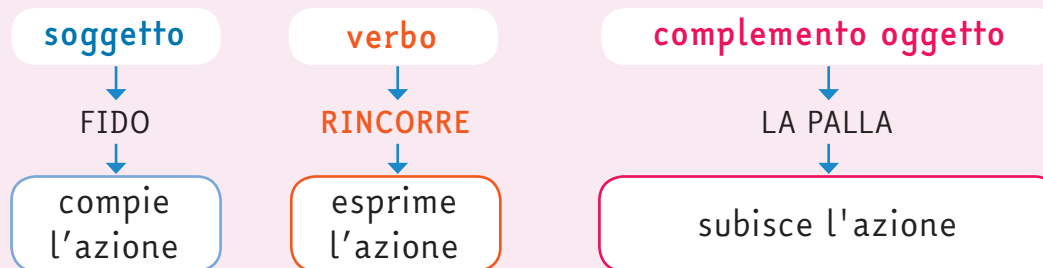 soggetto
verbo
complemento oggetto
FIDO
RINCORRE
LA PALLA
compie
l’azione
esprime
l’azione
subisce l'azione